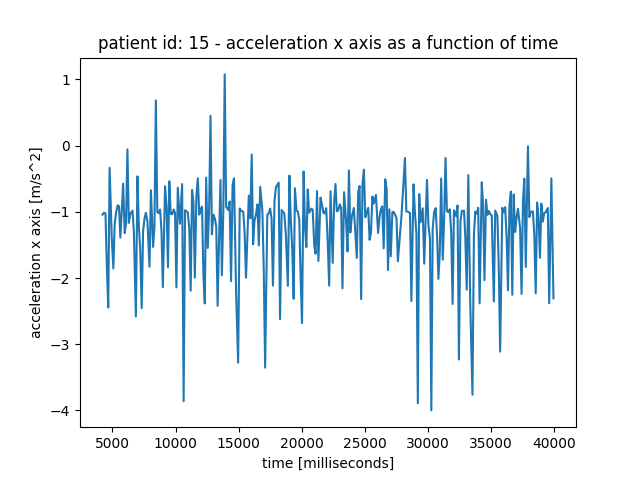 patient id: 15 - acceleration x axis as a function of time
acceleration x axis [m/s^2]
1
0
−1
−2
−3
−4
5000 10000 15000 20000 25000 30000 35000 40000
time [milliseconds]